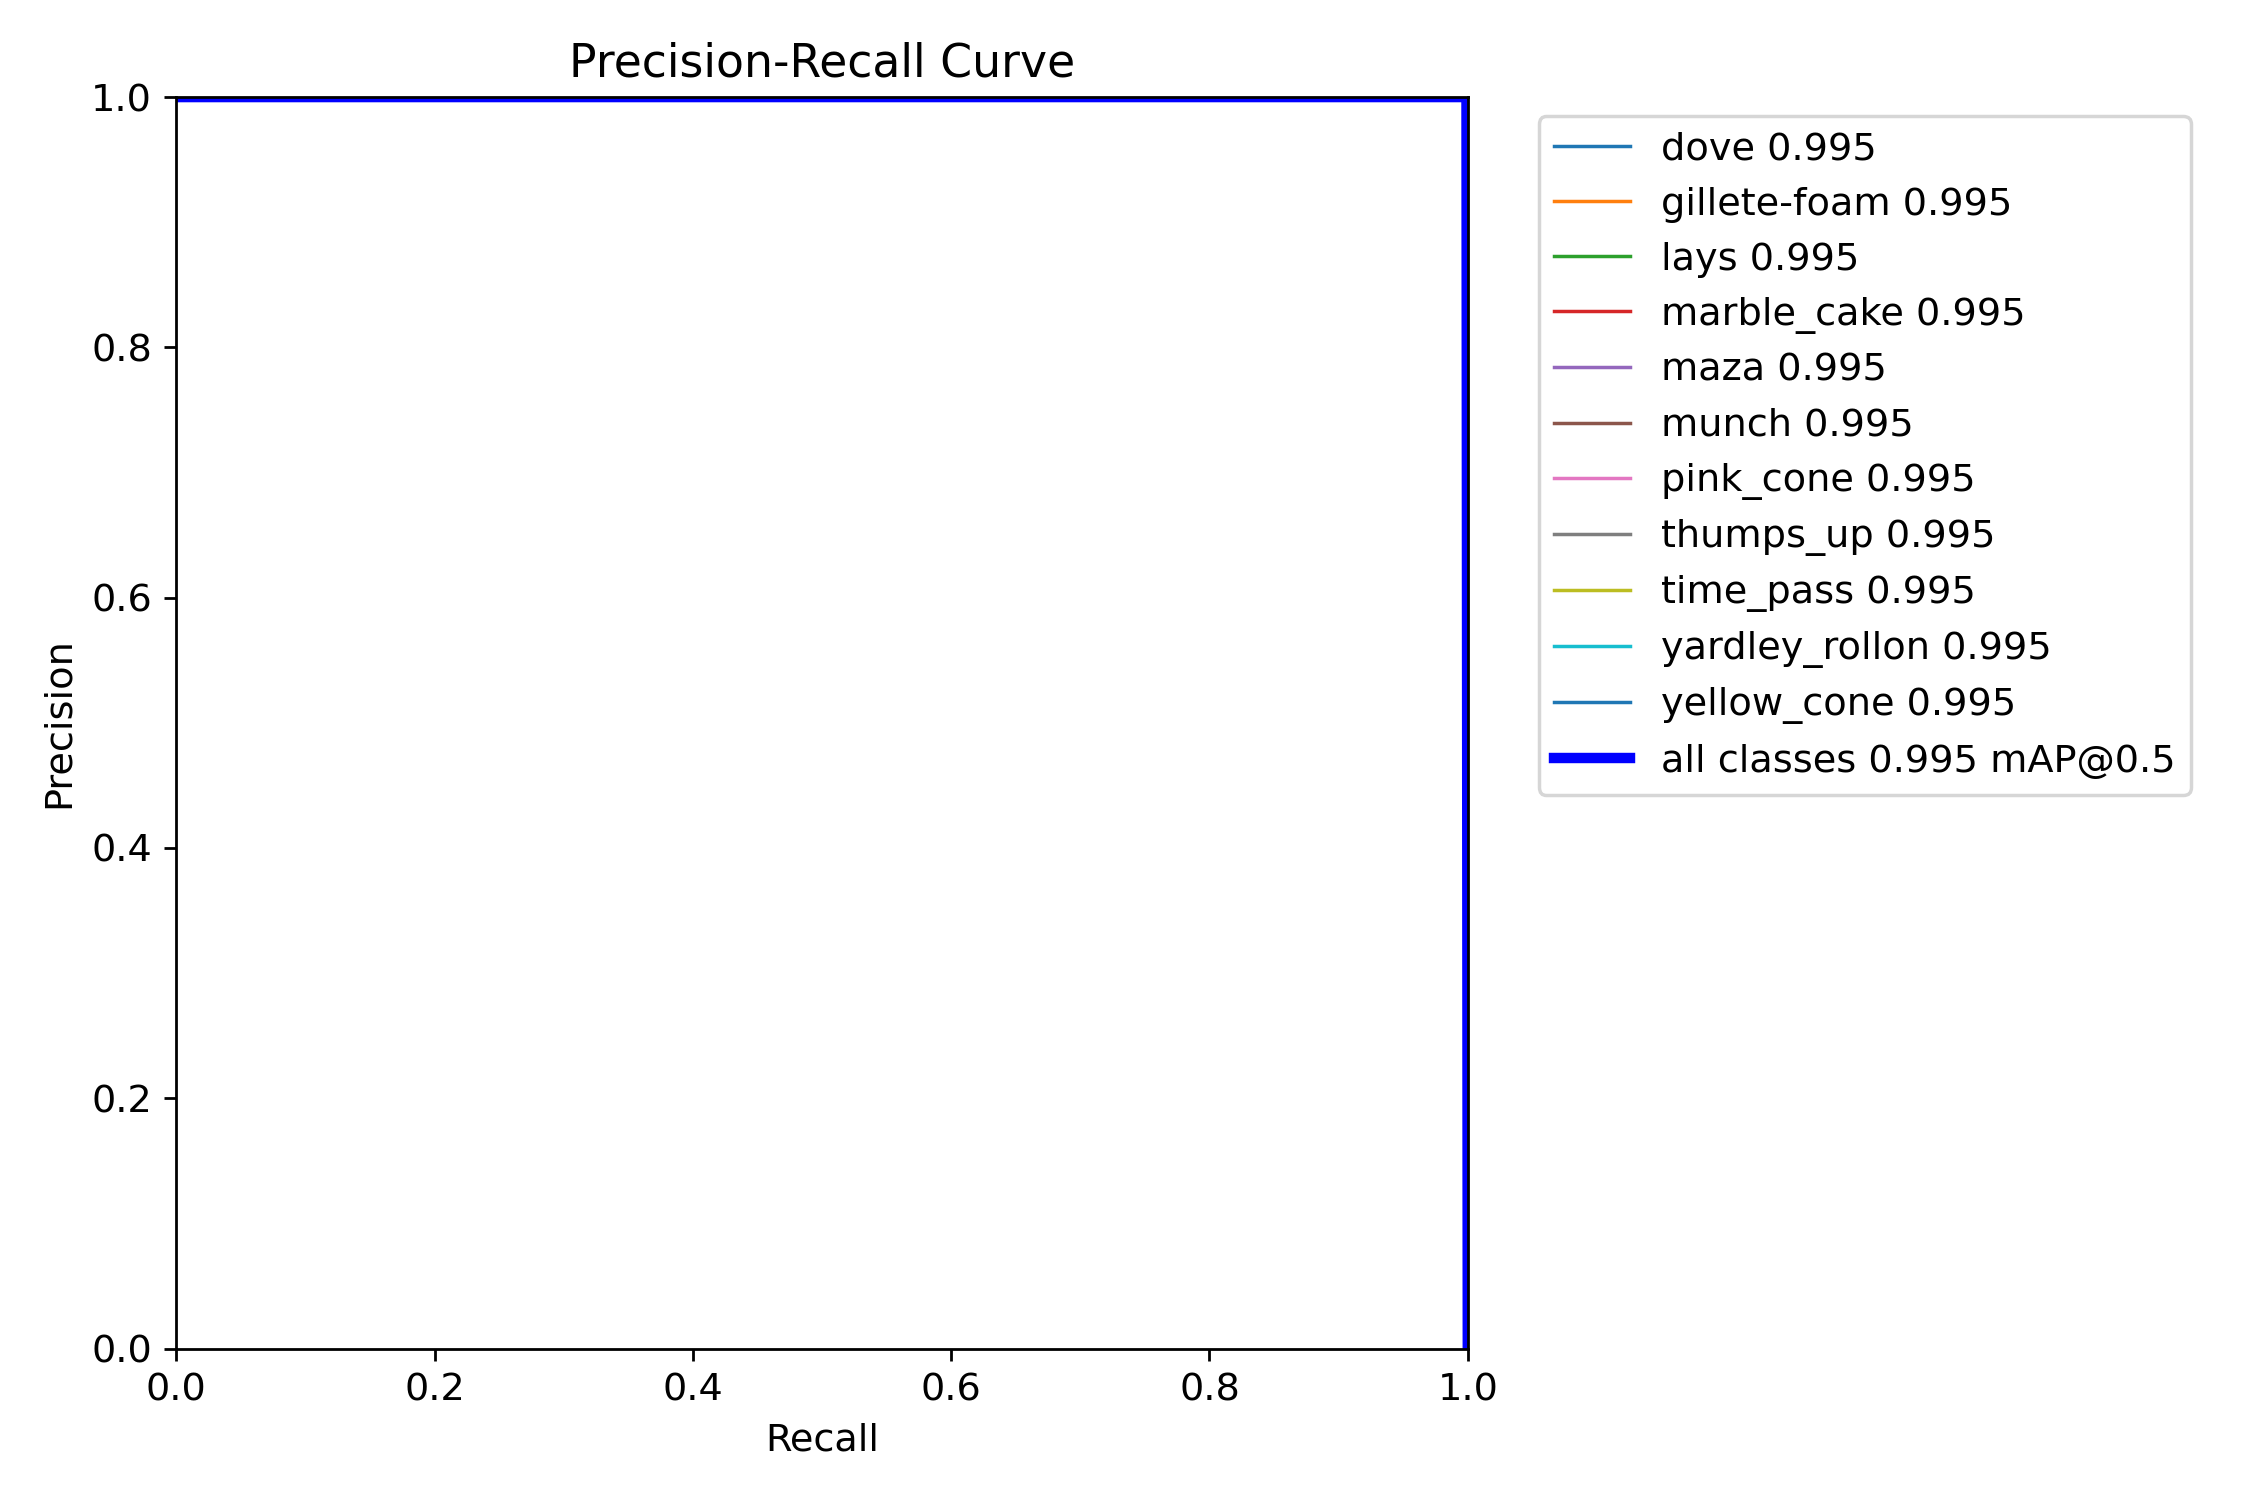 Precision-Recall Curve
1.0
0.8
0.6
0.4
0.2
0.0
Precision
0.0 0.2 0.4 0.6 0.8 1.0
Recall
dove 0.995
gillete-foam 0.995
lays 0.995
marble_cake 0.995
maza 0.995
munch 0.995
pink_cone 0.995
thumps_up 0.995
time_pass 0.995
yardley_rollon 0.995
yellow_cone 0.995
all classes 0.995 mAP@0.5